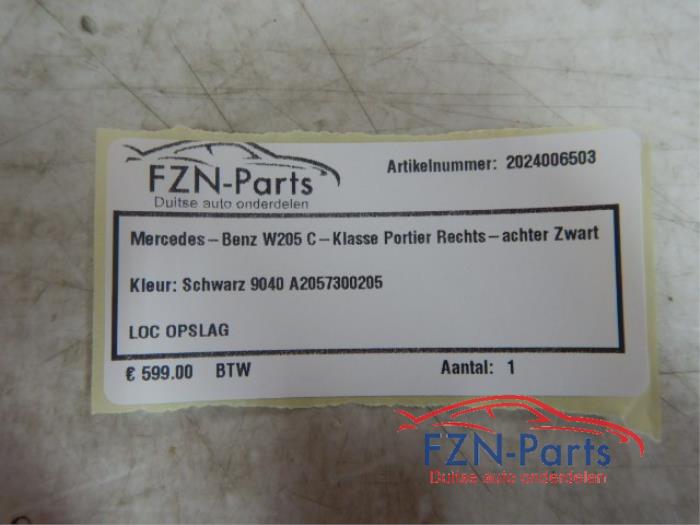 FZN-Parts
Duitse auto onderdelen
Artikelnummer: 2024006503
Mercedes-Benz W205 C-Klasse Portier Rechts-achter Zwart
Kleur: Schwarz 9040 A2057300205
LOC OPSLAG
€ 599.00 BTW Aantal: 1
FZN-Parts
Duitse auto onderdelen